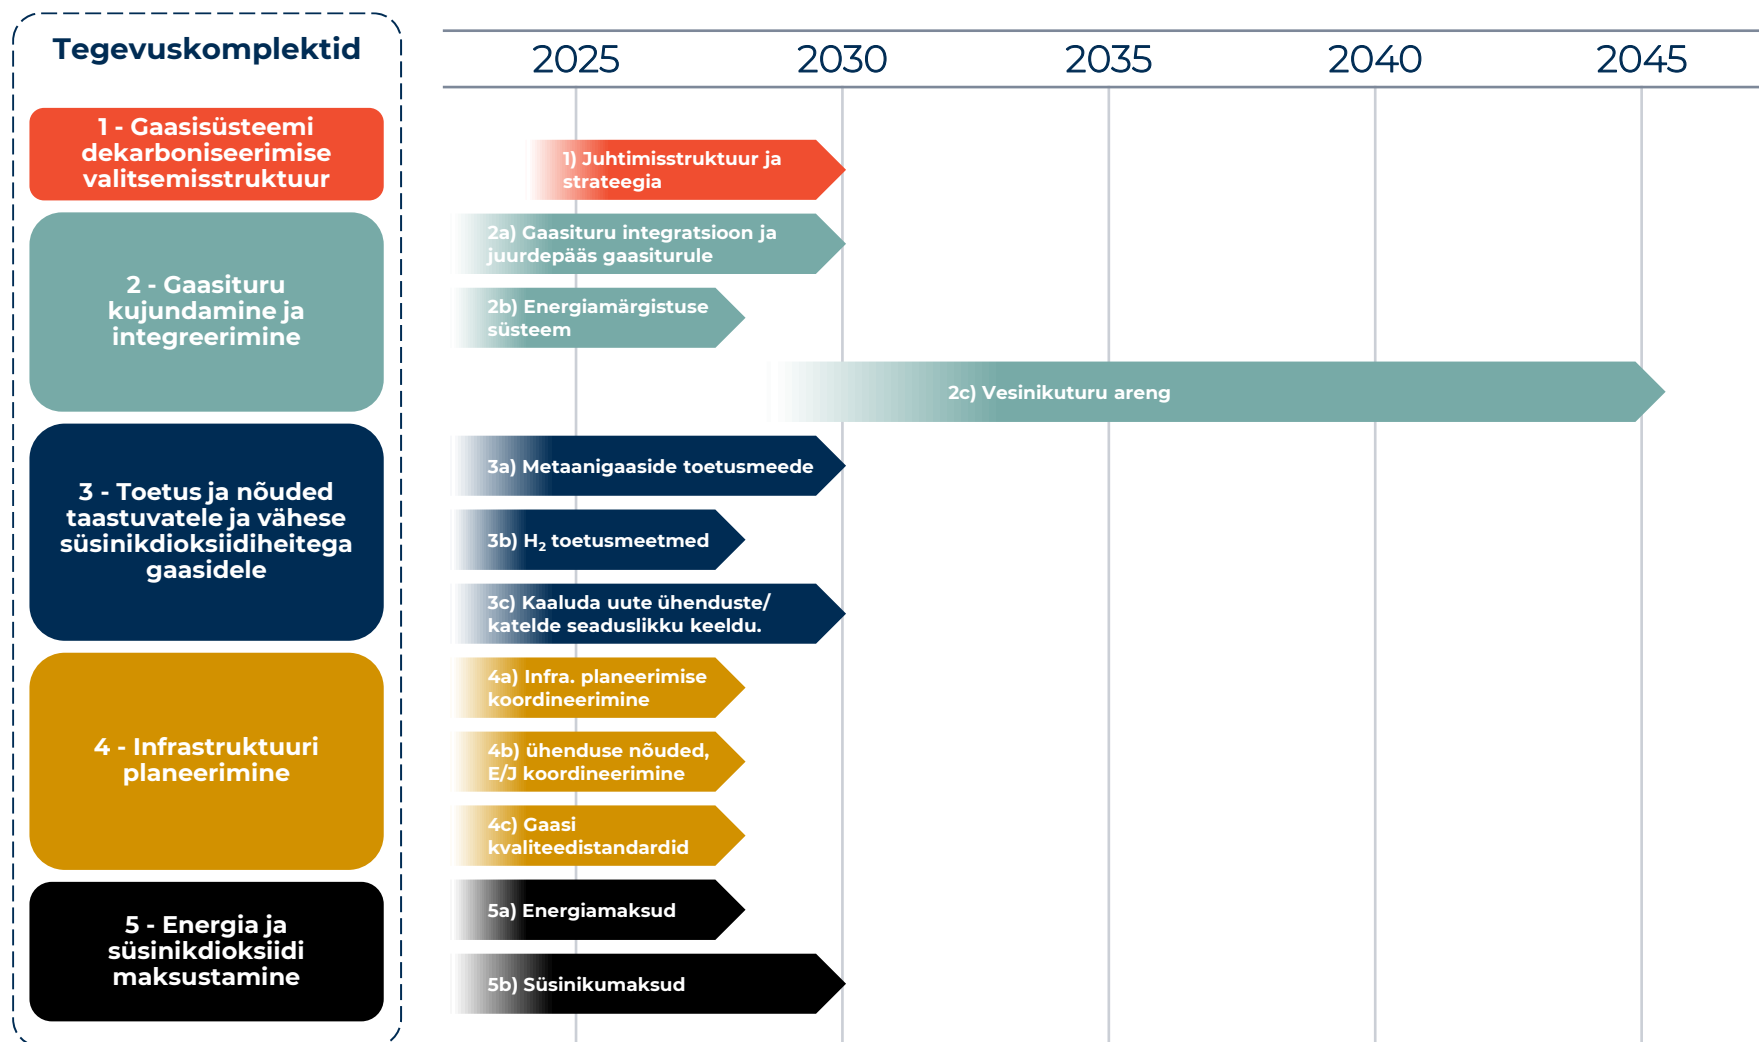 Tegevuskomplektid
2025 2030 2035 2040 2045
1 - Gaasisüsteemi
dekarboniseerimise
valitsemisstruktuur
1) Juhtimisstruktuur ja
strateegia
2 - Gaasituru
kujundamine ja
integreerimine
2a) Gaasituru integratsioon ja
juurdepääs gaasiturule
2b) Energiamärgistuse
süsteem
2c) Vesinikuturu areng
3 - Toetus ja nõuded
taastuvatele ja vähese
süsinikdioksiidiheitega
gaasidele
3a) Metaanigaaside toetusmeede
3b) H₂ toetusmeetmed
3c) Kaaluda uute ühenduste/
katelde seaduslikku keeldu.
4 - Infrastruktuuri
planeerimine
4a) Infra. planeerimise
koordineerimine
4b) ühenduse nõuded,
E/J koordineerimine
4c) Gaasi
kvaliteedistandardid
5 - Energia ja
süsinikdioksiidi
maksustamine
5a) Energiamaksud
5b) Süsinikumaksud